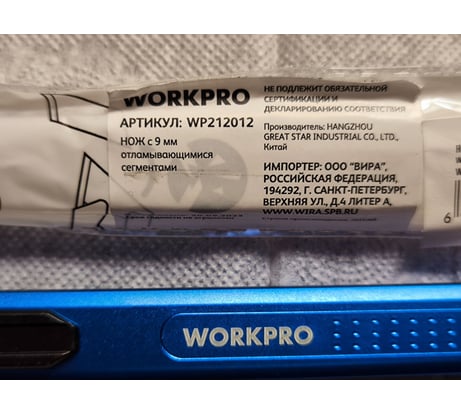 WORKPRO
АРТИКУЛ: WP212012
НОЖ с 9 мм
отламывающимися
сегментами
НЕ ПОДЛЕЖИТ ОБЯЗАТЕЛЬНОЙ
СЕРТИФИКАЦИИ И
ДЕКЛАРИРОВАНИЮ СООТВЕТСТВИЯ
Производитель: HANGZHOU
GREAT STAR INDUSTRIAL CO., LTD.,
Китай
ИМПОРТЕР: ООО "ВИРА",
РОССИЙСКАЯ ФЕДЕРАЦИЯ,
194292, Г. САНКТ-ПЕТЕРБУРГ,
ВЕРХНЯЯ УЛ., Д.4 ЛИТЕР А,
WWW.WIRA.SPB.RU
6
WORKPRO